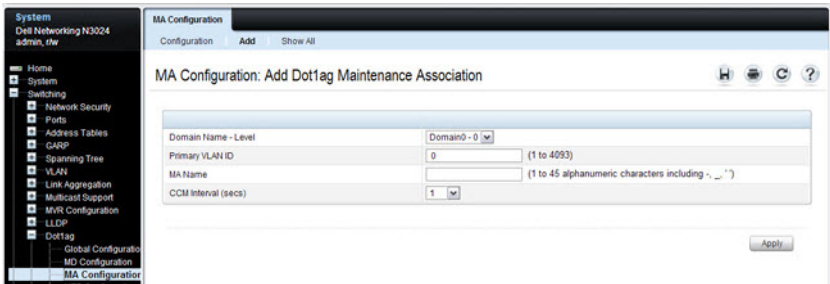 System
Dell Networking N3024
admin, r/w
Home
System
Switching
Network Security
Ports
Address Tables
GARP
Spanning Tree
VLAN
Link Aggregation
Multicast Support
MVR Configuration
LLDP
Dot1ag
Global Configuratio
MD Configuration
MA Configuration
MA Configuration
Configuration Add Show All
MA Configuration: Add Dot1ag Maintenance Association
?
Domain Name - Level Domain0 - 0
Primary VLAN ID 0 (1 to 4093)
MA Name (1 to 45 alphanumeric characters including -, _, ' ')
CCM Interval (secs) 1
Apply